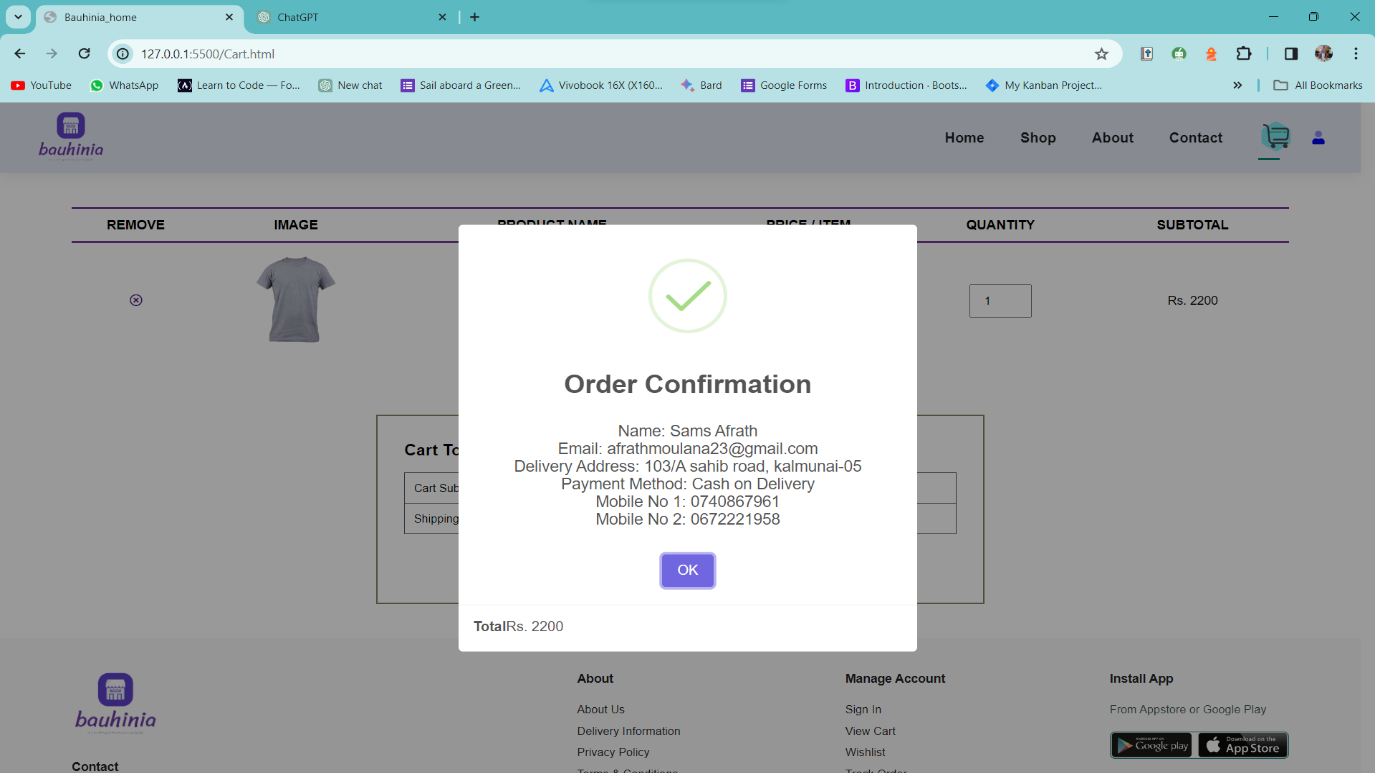 Bauhinia_home
ChatGPT
127.0.0.1:5500/Cart.html
YouTube
WhatsApp
Learn to Code — Fo...
New chat
Sail aboard a Green...
Vivobook 16X (X160...
Bard
Google Forms
Introduction · Boots...
My Kanban Project...
All Bookmarks
bauhinia
Home
Shop
About
Contact
REMOVE
IMAGE
PRODUCT NAME
PRICE / ITEM
QUANTITY
SUBTOTAL
1
Rs. 2200
Order Confirmation
Name: Sams Afrath
Email: afrathmoulana23@gmail.com
Delivery Address: 103/A sahib road, kalmunai-05
Payment Method: Cash on Delivery
Mobile No 1: 0740867961
Mobile No 2: 0672221958
OK
TotalRs. 2200
Cart To
Cart Sub
Shipping
bauhinia
Contact
About
About Us
Delivery Information
Privacy Policy
Terms & Conditions
Manage Account
Sign In
View Cart
Wishlist
Track Order
Install App
From Appstore or Google Play
Google play
Download on the
App Store